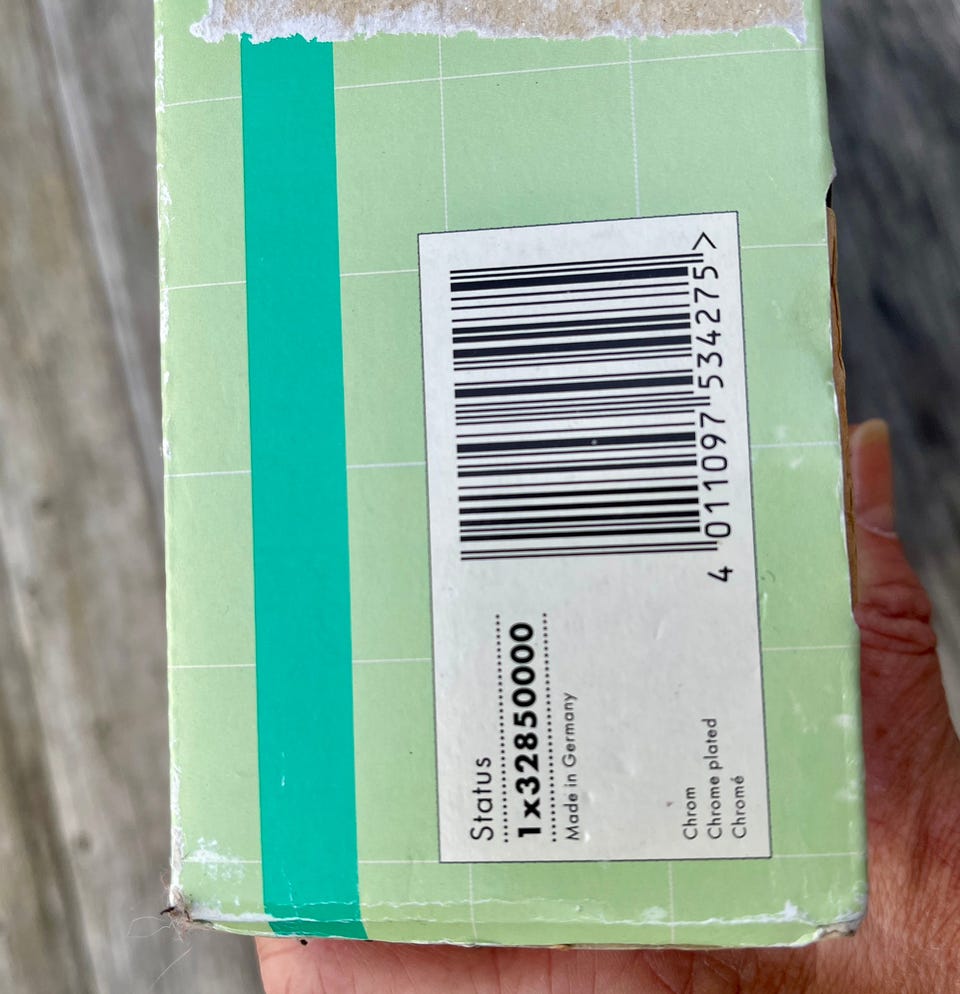 Status
1x32850000
Made in Germany
Chrom
Chrome plated
Chromé
4 011097 534275 >